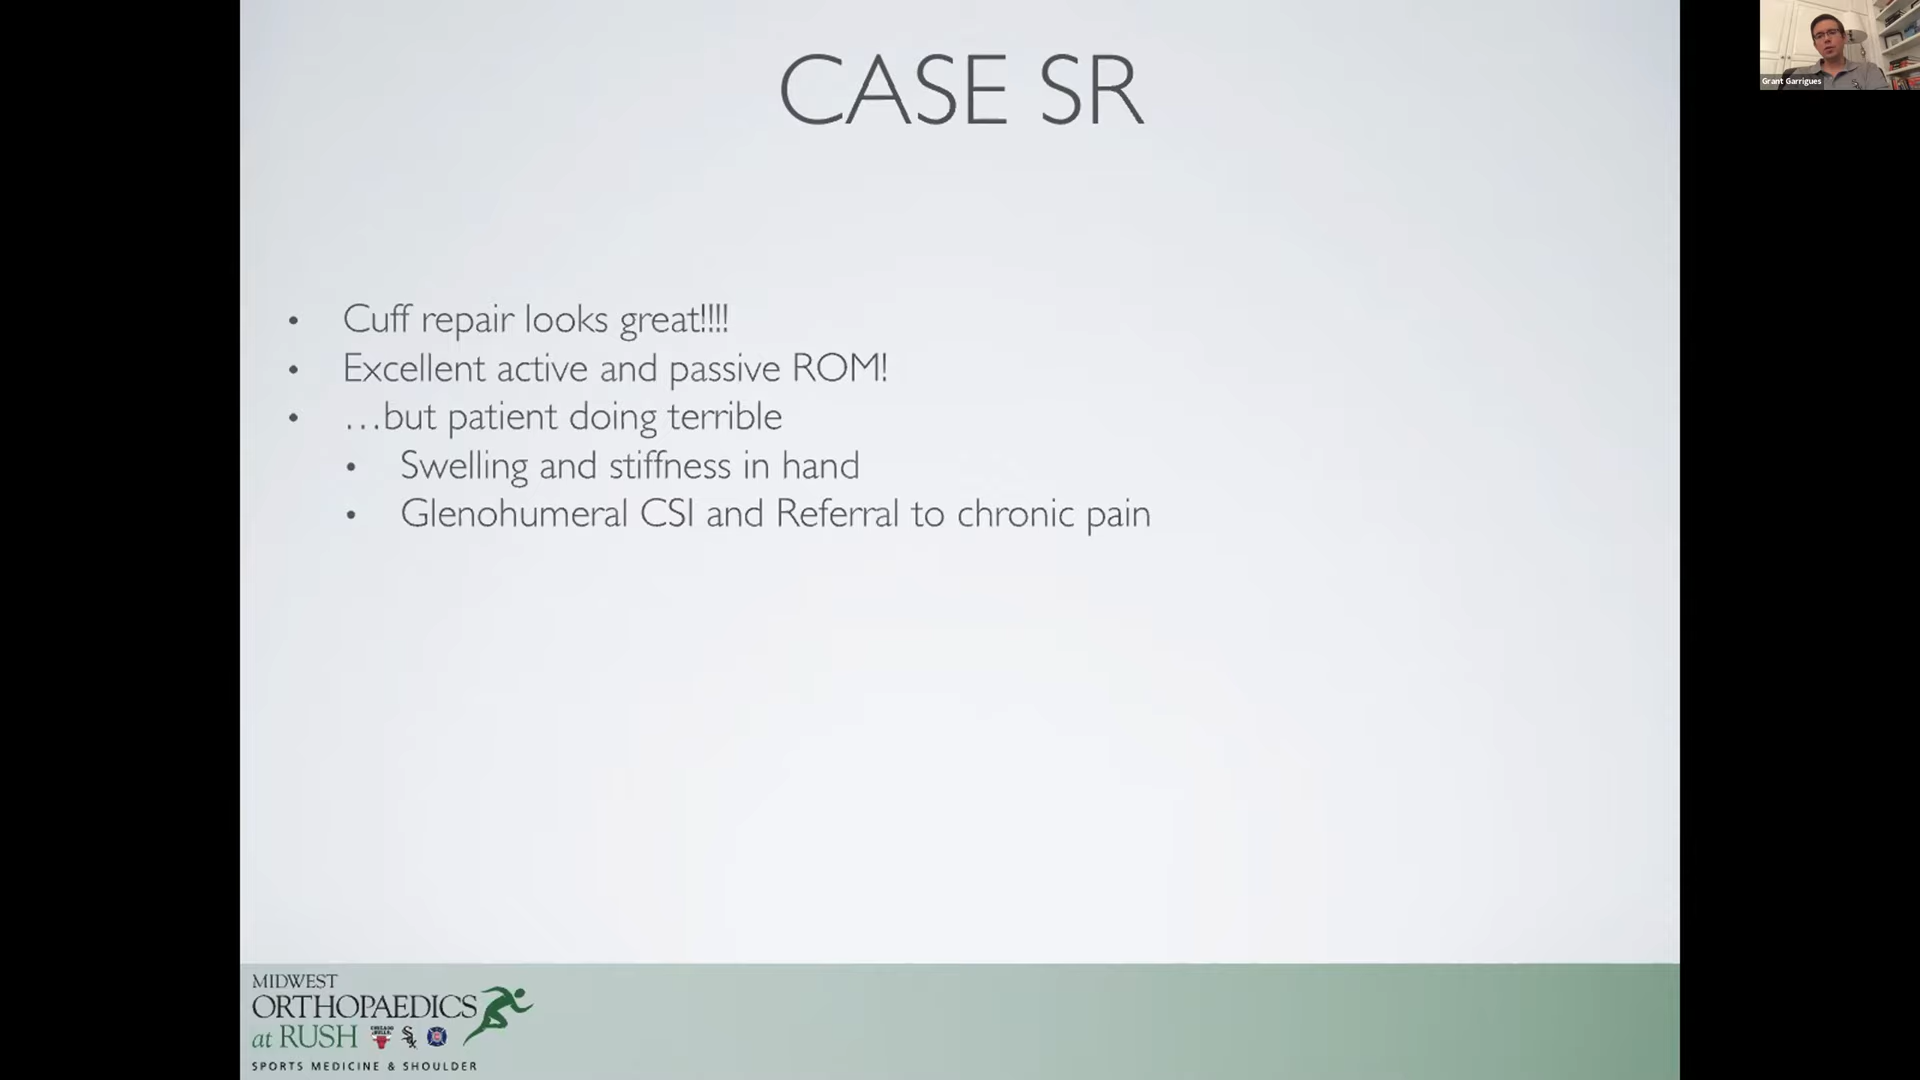 CASE SR
Grant Garrigues
• Cuff repair looks great!!!!
• Excellent active and passive ROM!
• …but patient doing terrible
• Swelling and stiffness in hand
• Glenohumeral CSI and Referral to chronic pain
MIDWEST
ORTHOPAEDICS
at RUSH
SPORTS MEDICINE & SHOULDER